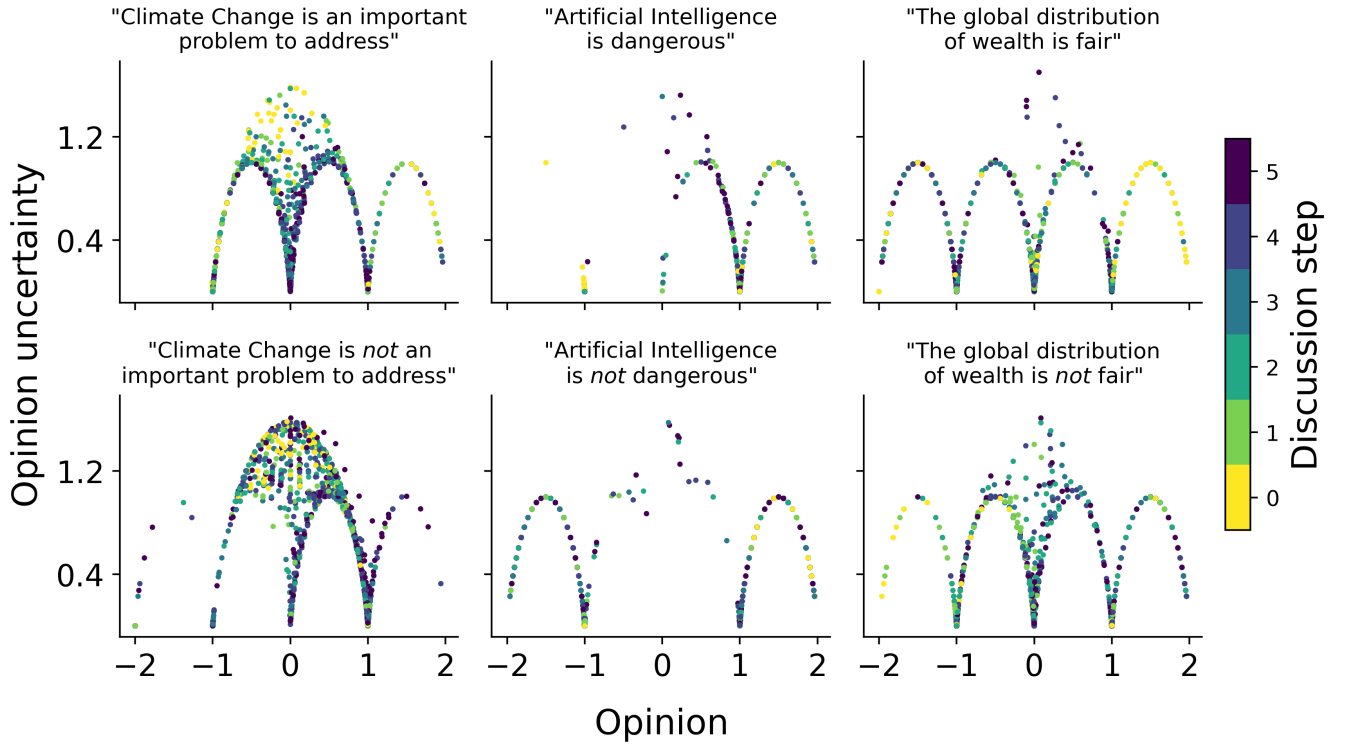 "Climate Change is an important
problem to address"
"Artificial Intelligence
is dangerous"
"The global distribution
of wealth is fair"
1.2
0.4
"Climate Change is not an
important problem to address"
"Artificial Intelligence
is not dangerous"
"The global distribution
of wealth is not fair"
1.2
0.4
−2 −1 0 1 2
−2 −1 0 1 2
−2 −1 0 1 2
Opinion uncertainty
Opinion
5
4
3
2
1
0
Discussion step